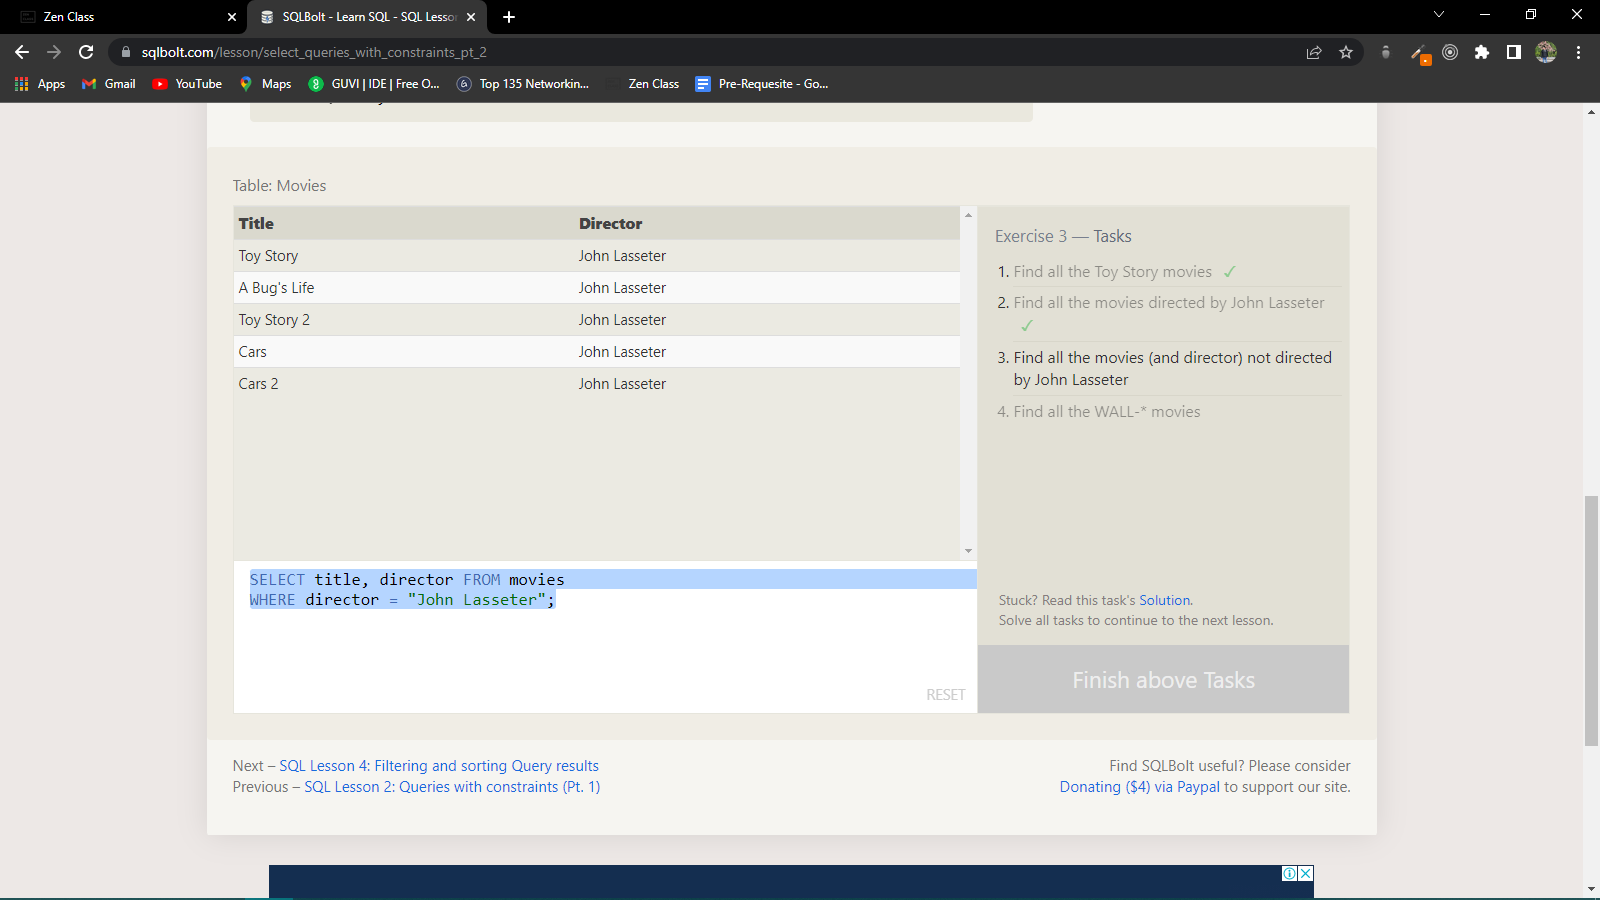 Zen Class
SQLBolt - Learn SQL - SQL Lesson
sqlbolt.com/lesson/select_queries_with_constraints_pt_2
Apps
Gmail
YouTube
Maps
GUVI | IDE | Free O...
Top 135 Networkin...
Zen Class
Pre-Requesite - Go...
Table: Movies
Title Director
Toy Story John Lasseter
A Bug's Life John Lasseter
Toy Story 2 John Lasseter
Cars John Lasseter
Cars 2 John Lasseter
SELECT title, director FROM movies
WHERE director = "John Lasseter";
RESET
Exercise 3 — Tasks
1. Find all the Toy Story movies ✓
2. Find all the movies directed by John Lasseter
✓
3. Find all the movies (and director) not directed
by John Lasseter
4. Find all the WALL-* movies
Stuck? Read this task's Solution.
Solve all tasks to continue to the next lesson.
Finish above Tasks
Next – SQL Lesson 4: Filtering and sorting Query results
Previous – SQL Lesson 2: Queries with constraints (Pt. 1)
Find SQLBolt useful? Please consider
Donating ($4) via Paypal to support our site.